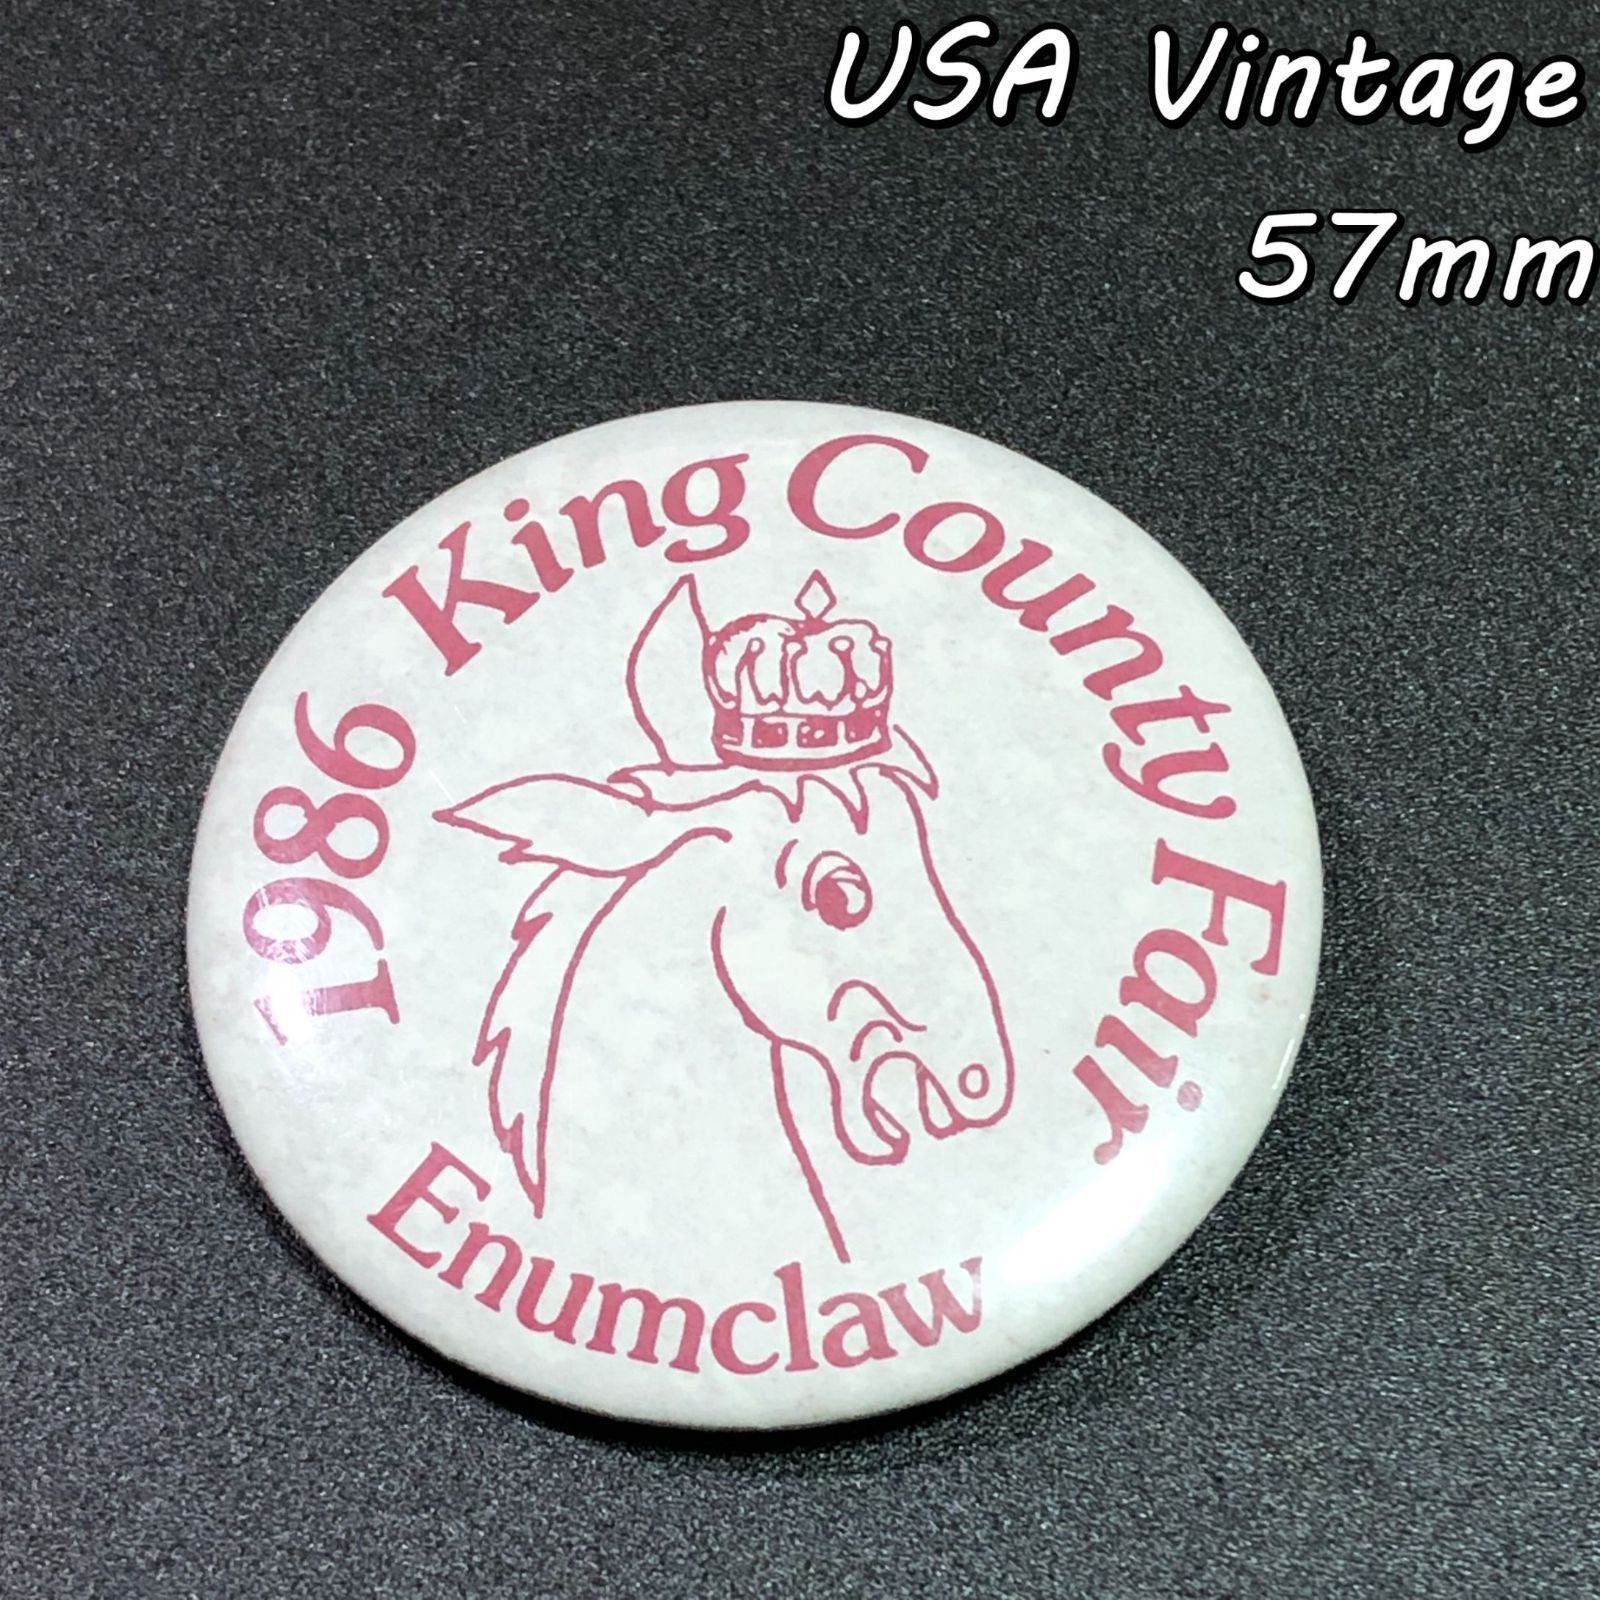 USA Vintage
57mm
1986 King County Fair
Enumclaw